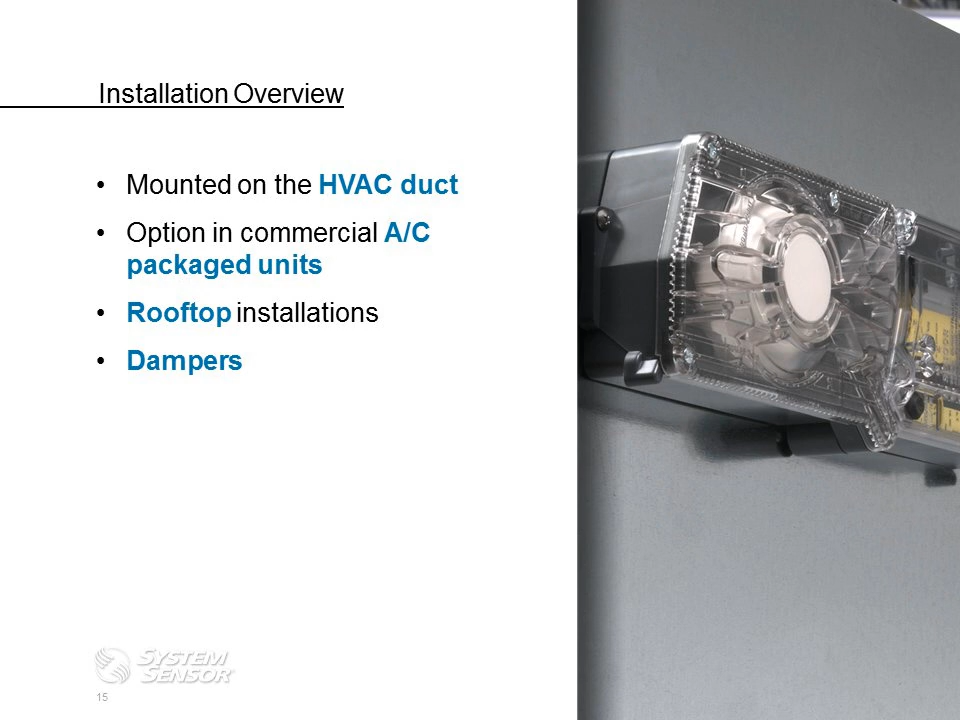 Installation Overview
• Mounted on the HVAC duct
• Option in commercial A/C
packaged units
• Rooftop installations
• Dampers
SYSTEM
SENSOR
15